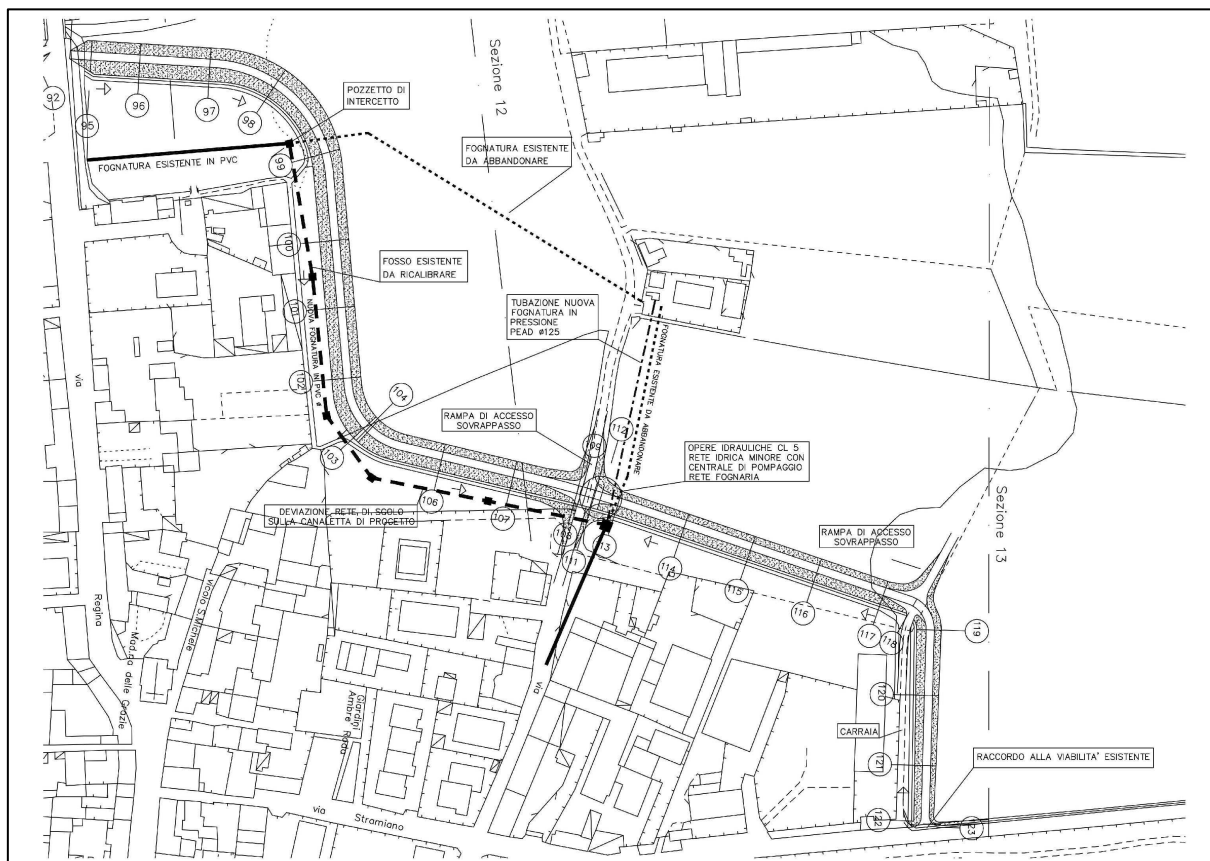 Sezione 12
92
95
96
97
98
POZZETTO DI
INTERCETTO
FOGNATURA ESISTENTE
DA ABBANDONARE
FOGNATURA ESISTENTE IN PVC
99
100
FOSSO ESISTENTE
DA RICALIBRARE
TUBAZIONE NUOVA
FOGNATURA IN
PRESSIONE
PEAD ø125
101
NUOVA FOGNATURA IN PVC ø
102
FOGNATURA ESISTENTE DA ABBANDONARE
via
104
103
RAMPA DI ACCESSO
SOVRAPPASSO
109
112
OPERE IDRAULICHE CL 5
RETE IDRICA MINORE CON
CENTRALE DI POMPAGGIO
RETE FOGNARIA
Sezione 13
106
107
DEVIAZIONE RETE DI SCOLO
SULLA CANALETTA DI PROGETTO
111
113
114
115
116
RAMPA DI ACCESSO
SOVRAPPASSO
117
118
119
120
CARRAIA
121
122
123
RACCORDO ALLA VIABILITA' ESISTENTE
Regina
vicolo S.Michele
Mad.na delle Grazie
Giardini
via
via
Stramiano